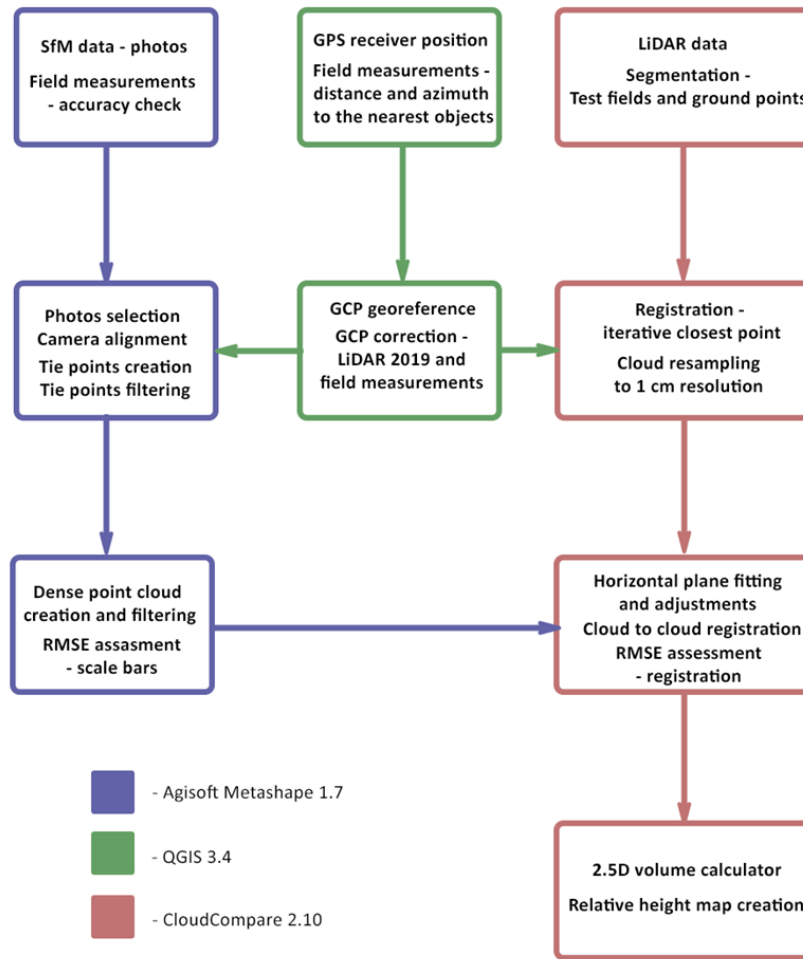 SfM data - photos
Field measurements
- accuracy check
GPS receiver position
Field measurements -
distance and azimuth
to the nearest objects
LiDAR data
Segmentation -
Test fields and ground points
Photos selection
Camera alignment
Tie points creation
Tie points filtering
GCP georeference
GCP correction -
LiDAR 2019 and
field measurements
Registration -
iterative closest point
Cloud resampling
to 1 cm resolution
Dense point cloud
creation and filtering
RMSE assasment
- scale bars
Horizontal plane fitting
and adjustments
Cloud to cloud registration
RMSE assessment
- registration
- Agisoft Metashape 1.7
- QGIS 3.4
- CloudCompare 2.10
2.5D volume calculator
Relative height map creation